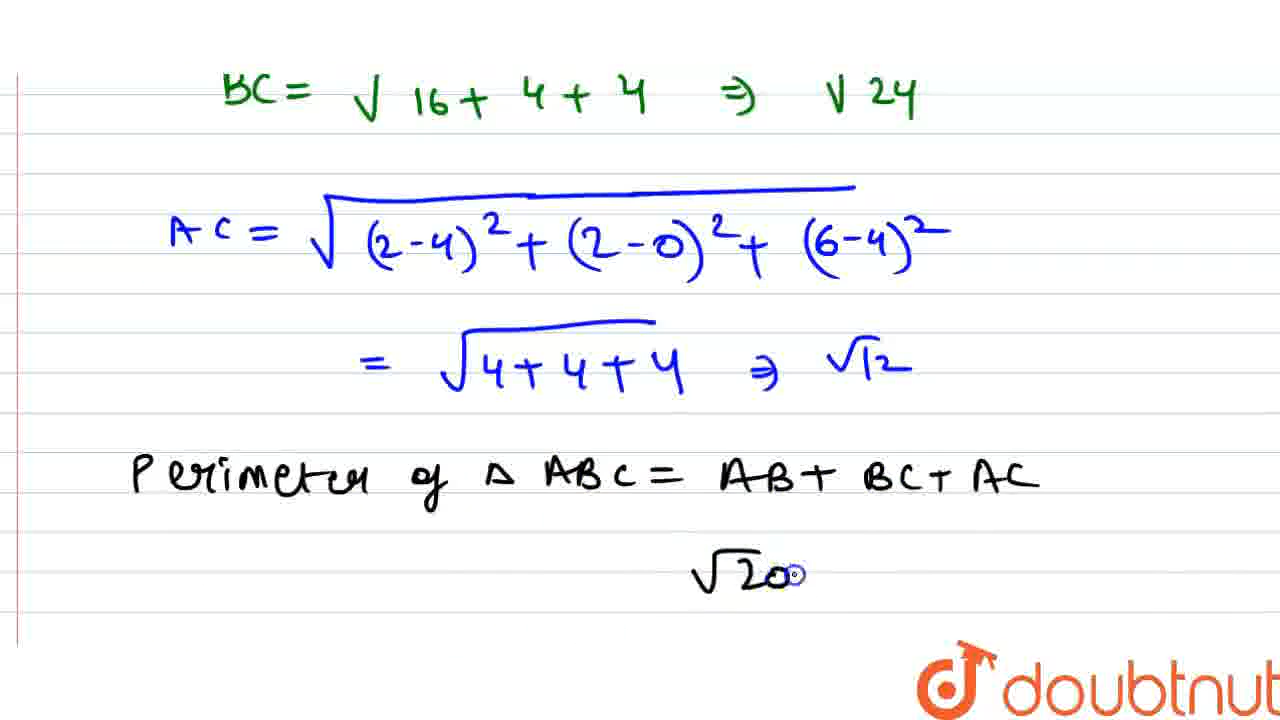 BC = √ 16 + 4 + 4 ⇒ √ 24
AC = √(2-4)² + (2-0)² + (6-4)²
= √4+4+4 ⇒ √12
Perimeter of Δ ABC = AB + BC + AC
√20
doubtnut